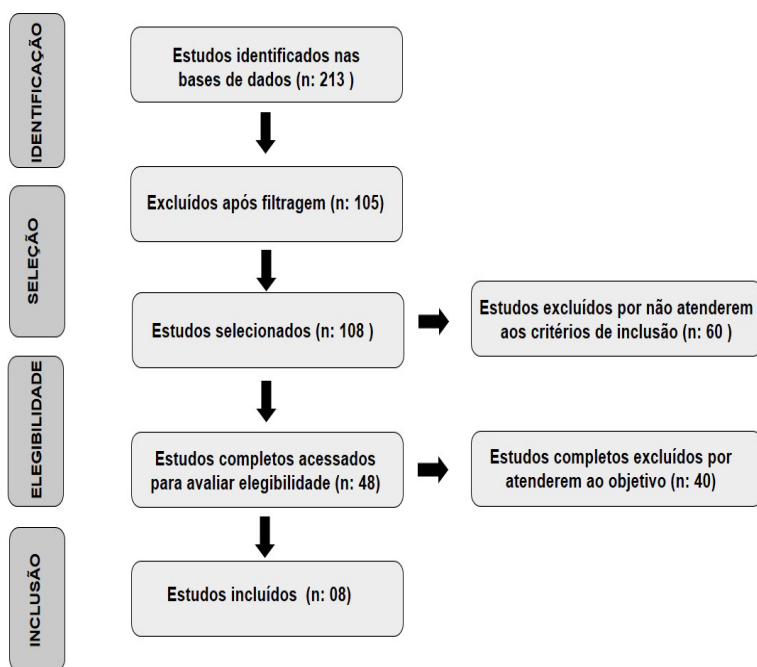 IDENTIFICAÇÃO
Estudos identificados nas
bases de dados (n: 213 )
SELEÇÃO
Excluídos após filtragem (n: 105)
Estudos selecionados (n: 108 )
Estudos excluídos por não atenderem
aos critérios de inclusão (n: 60 )
ELEGIBILIDADE
Estudos completos acessados
para avaliar elegibilidade (n: 48)
Estudos completos excluídos por
atenderem ao objetivo (n: 40)
INCLUSÃO
Estudos incluídos (n: 08)